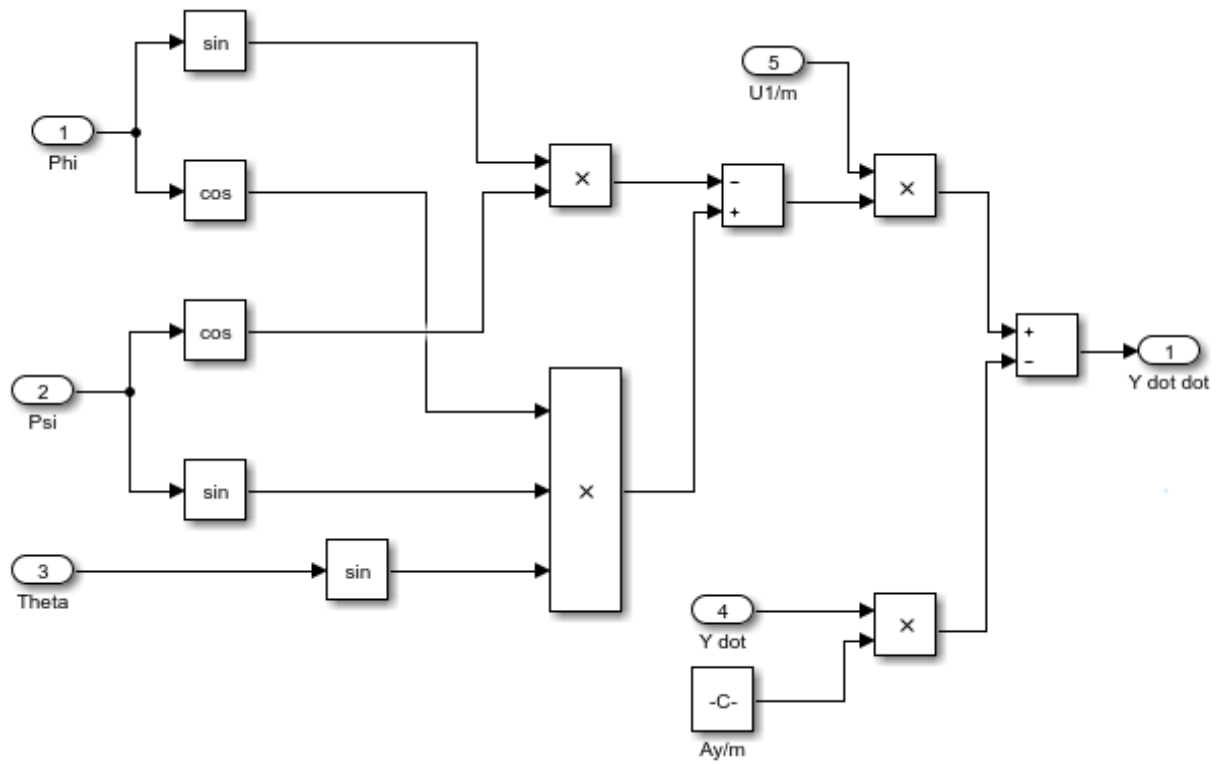 sin
5
U1/m
1
Phi
×
-
+
×
cos
cos
+
-
1
Y dot dot
2
Psi
sin
×
3
Theta
sin
4
Y dot
×
-C-
Ay/m